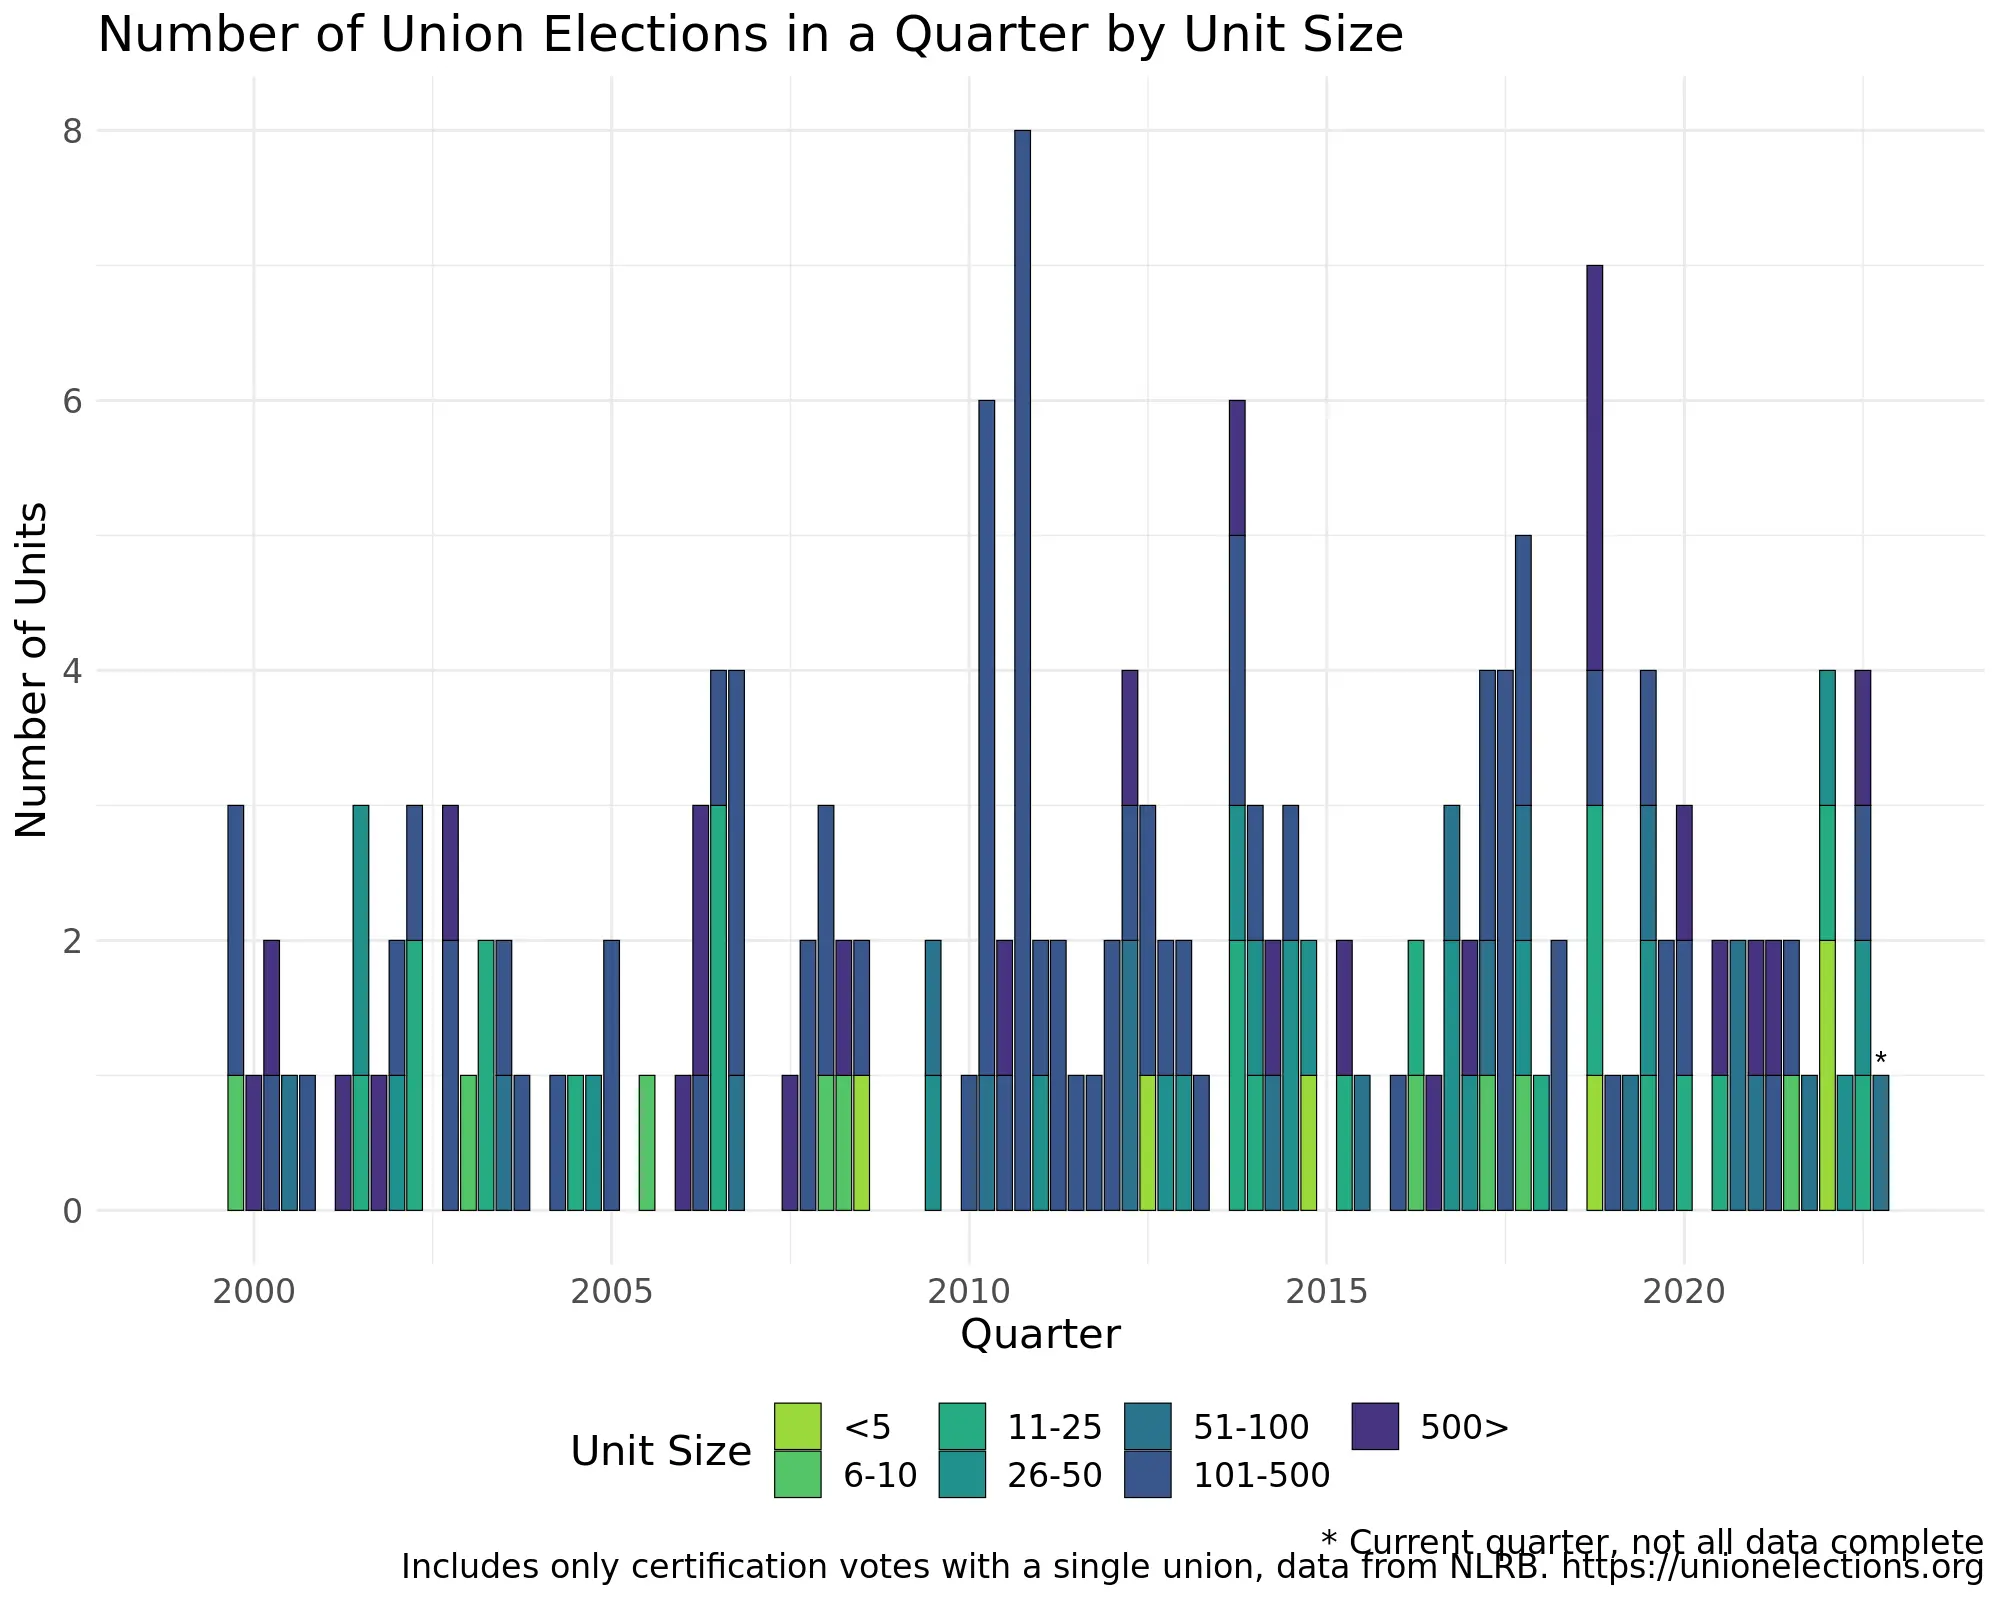 Number of Union Elections in a Quarter by Unit Size
Number of Units
8
6
4
2
0
*
2000 2005 2010 2015 2020
Quarter
Unit Size
<5 11-25 51-100 500>
6-10 26-50 101-500
* Current quarter, not all data complete
Includes only certification votes with a single union, data from NLRB. https://unionelections.org